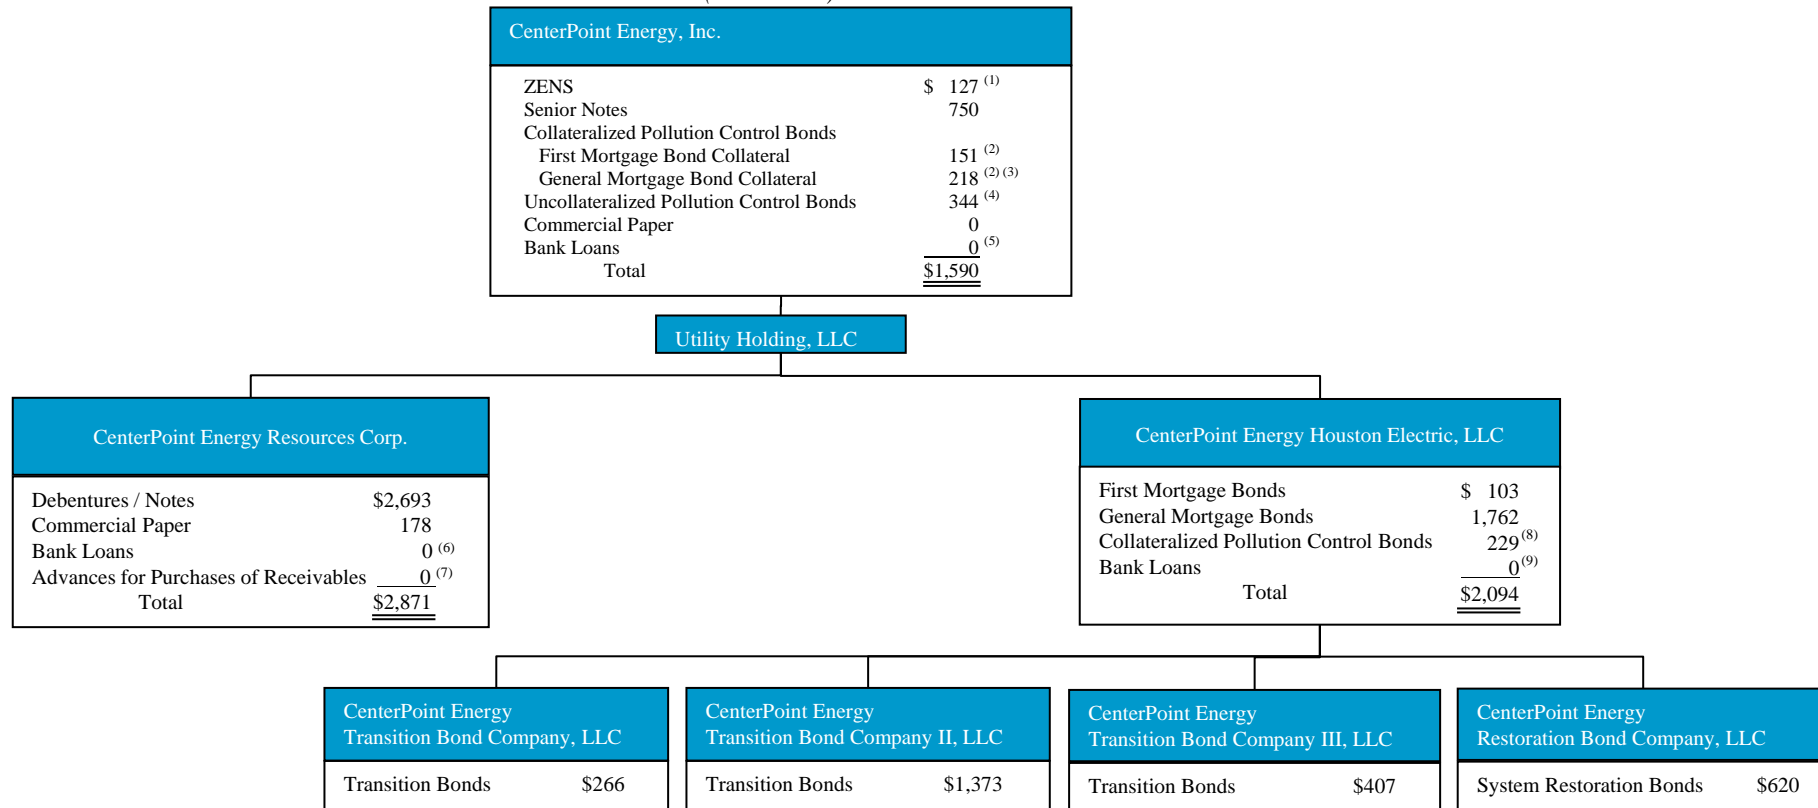 CenterPoint Energy, Inc.
ZENS $ 127 (1)
Senior Notes 750
Collateralized Pollution Control Bonds
First Mortgage Bond Collateral 151 (2)
General Mortgage Bond Collateral 218 (2) (3)
Uncollateralized Pollution Control Bonds 344 (4)
Commercial Paper 0
Bank Loans 0 (5)
Total $1,590
Utility Holding, LLC
CenterPoint Energy Resources Corp.
Debentures / Notes $2,693
Commercial Paper 178
Bank Loans 0 (6)
Advances for Purchases of Receivables 0 (7)
Total $2,871
CenterPoint Energy Houston Electric, LLC
First Mortgage Bonds $ 103
General Mortgage Bonds 1,762
Collateralized Pollution Control Bonds 229 (8)
Bank Loans 0 (9)
Total $2,094
CenterPoint Energy
Transition Bond Company, LLC
Transition Bonds $266
CenterPoint Energy
Transition Bond Company II, LLC
Transition Bonds $1,373
CenterPoint Energy
Transition Bond Company III, LLC
Transition Bonds $407
CenterPoint Energy
Restoration Bond Company, LLC
System Restoration Bonds $620